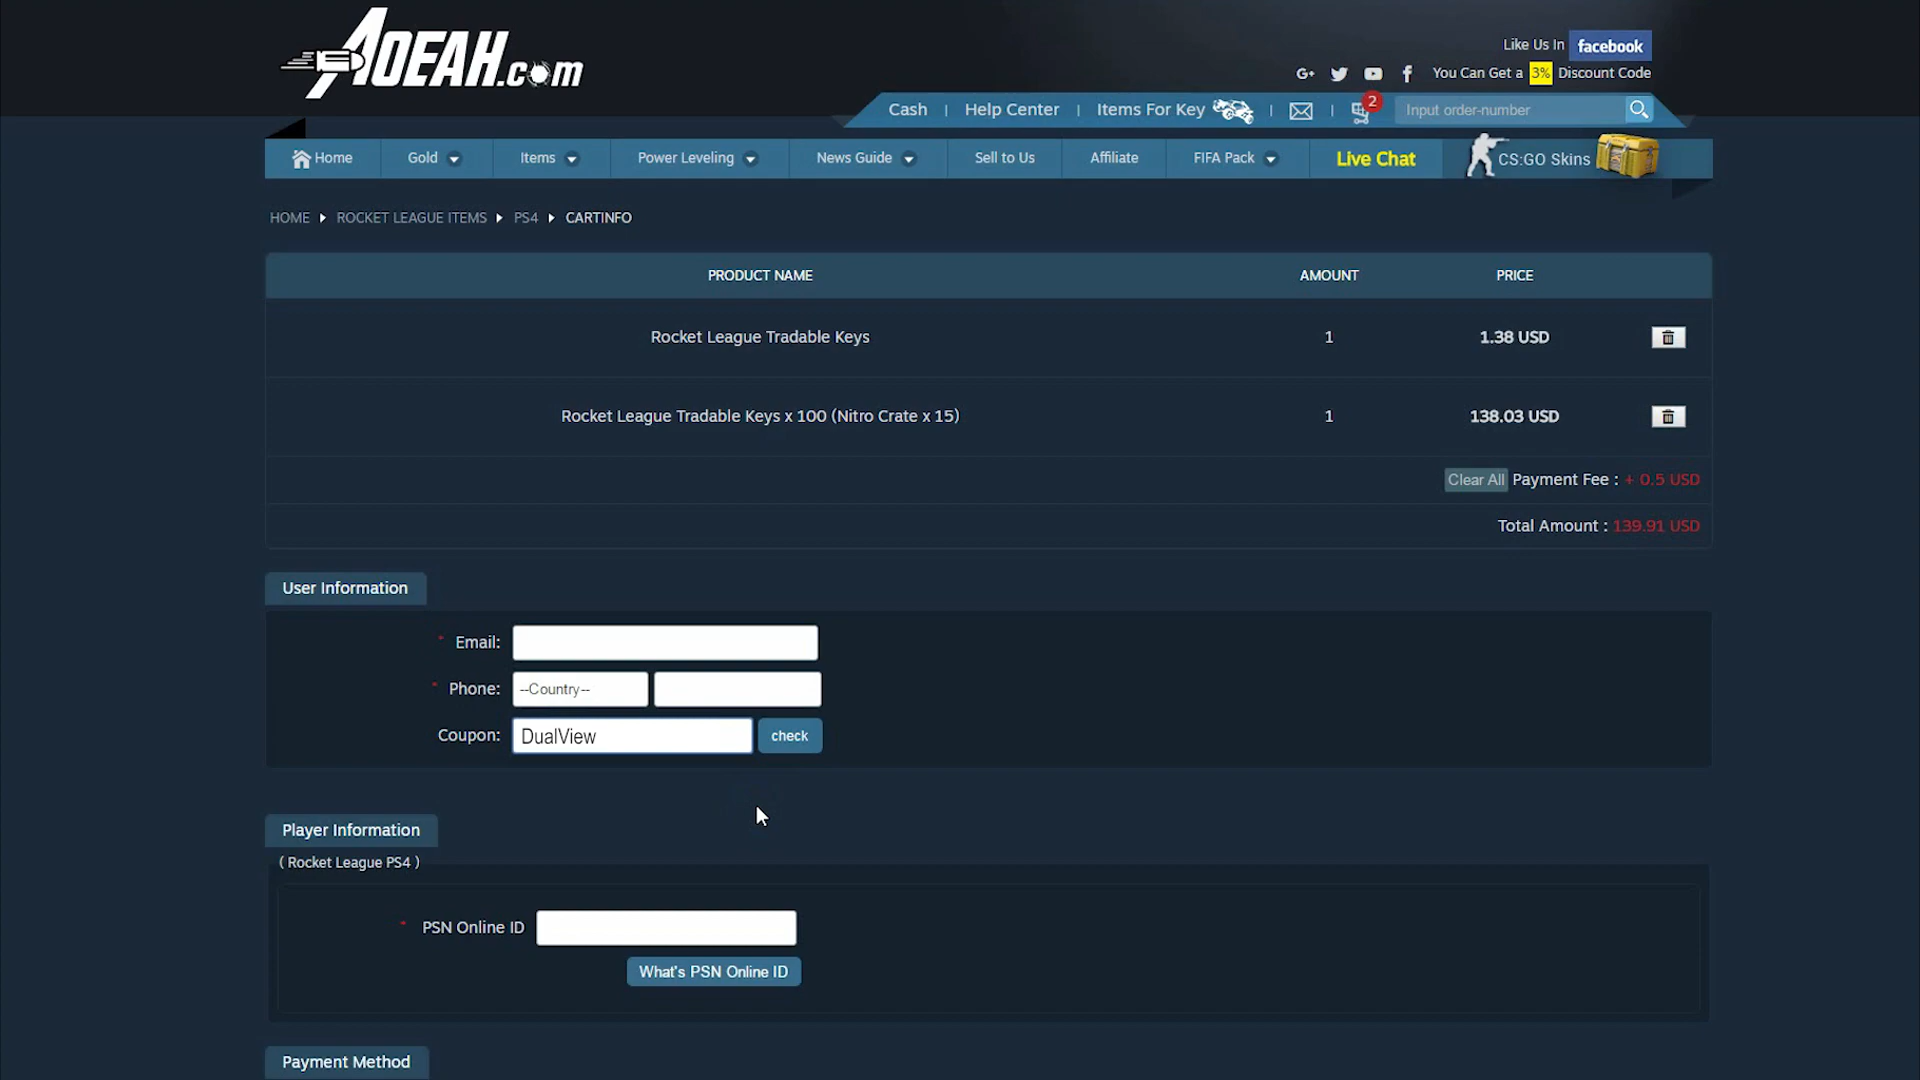 AOEAH.com
Like Us In facebook
You Can Get a 3% Discount Code
Cash | Help Center | Items For Key | | 2 Input order-number
Home Gold Items Power Leveling News Guide Sell to Us Affiliate FIFA Pack Live Chat CS:GO Skins
HOME ROCKET LEAGUE ITEMS PS4 CARTINFO
PRODUCT NAME AMOUNT PRICE
Rocket League Tradable Keys 1 1.38 USD
Rocket League Tradable Keys x 100 (Nitro Crate x 15) 1 138.03 USD
Clear All Payment Fee : + 0.5 USD
Total Amount : 139.91 USD
User Information
* Email:
* Phone: --Country--
Coupon: DualView check
Player Information
( Rocket League PS4 )
* PSN Online ID
What's PSN Online ID
Payment Method